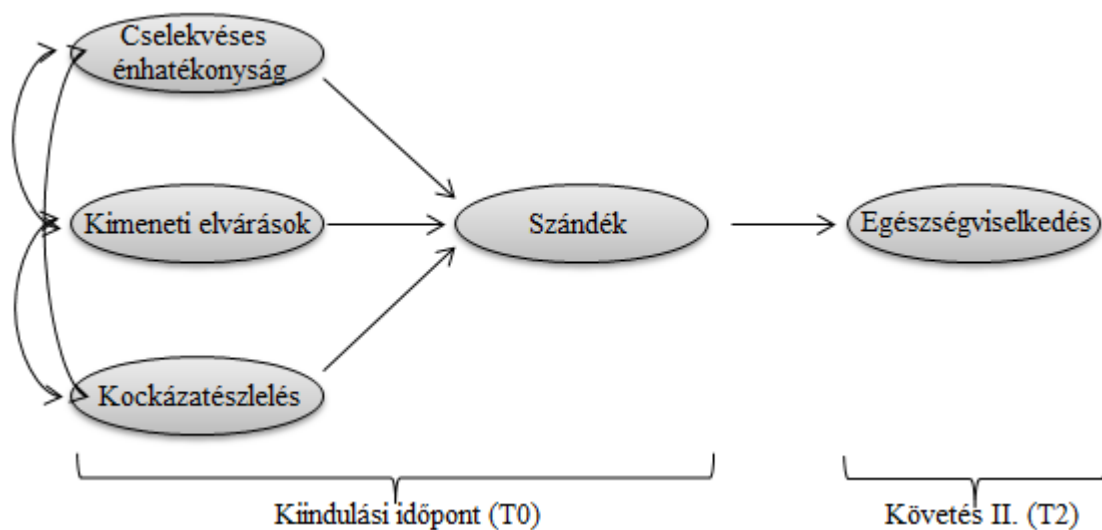 Cselekvéses
énhatékonyság
Kimeneti elvárások
Szándék
Egészségviselkedés
Kockázatészlelés
Kiindulási időpont (T0)
Követés II. (T2)